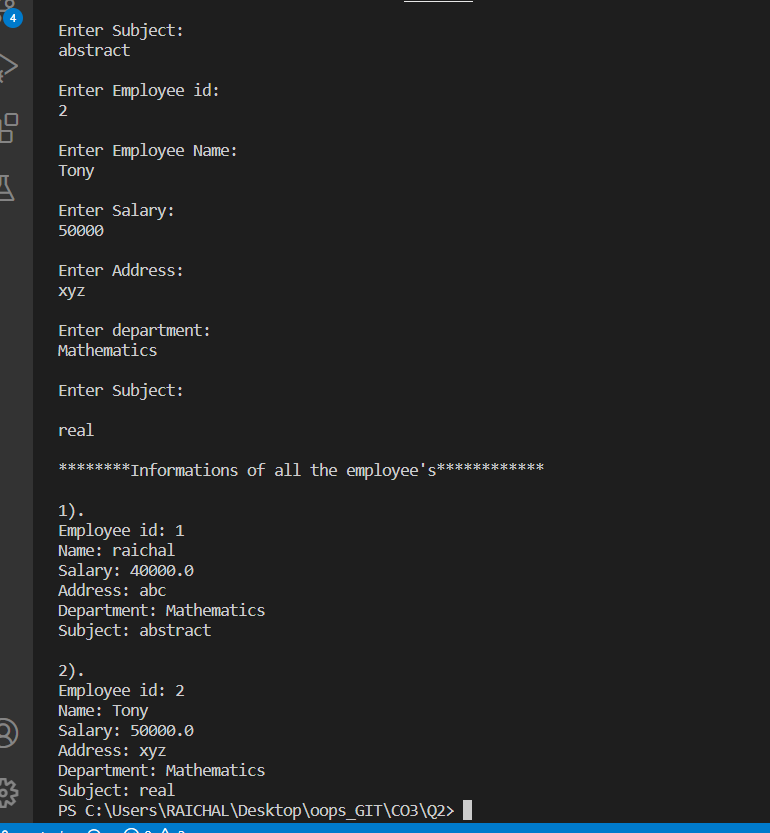 4
Enter Subject:
abstract
Enter Employee id:
2
Enter Employee Name:
Tony
Enter Salary:
50000
Enter Address:
xyz
Enter department:
Mathematics
Enter Subject:
real
********Informations of all the employee's************
1).
Employee id: 1
Name: raichal
Salary: 40000.0
Address: abc
Department: Mathematics
Subject: abstract
2).
Employee id: 2
Name: Tony
Salary: 50000.0
Address: xyz
Department: Mathematics
Subject: real
PS C:\Users\RAICHAL\Desktop\oops_GIT\CO3\Q2>